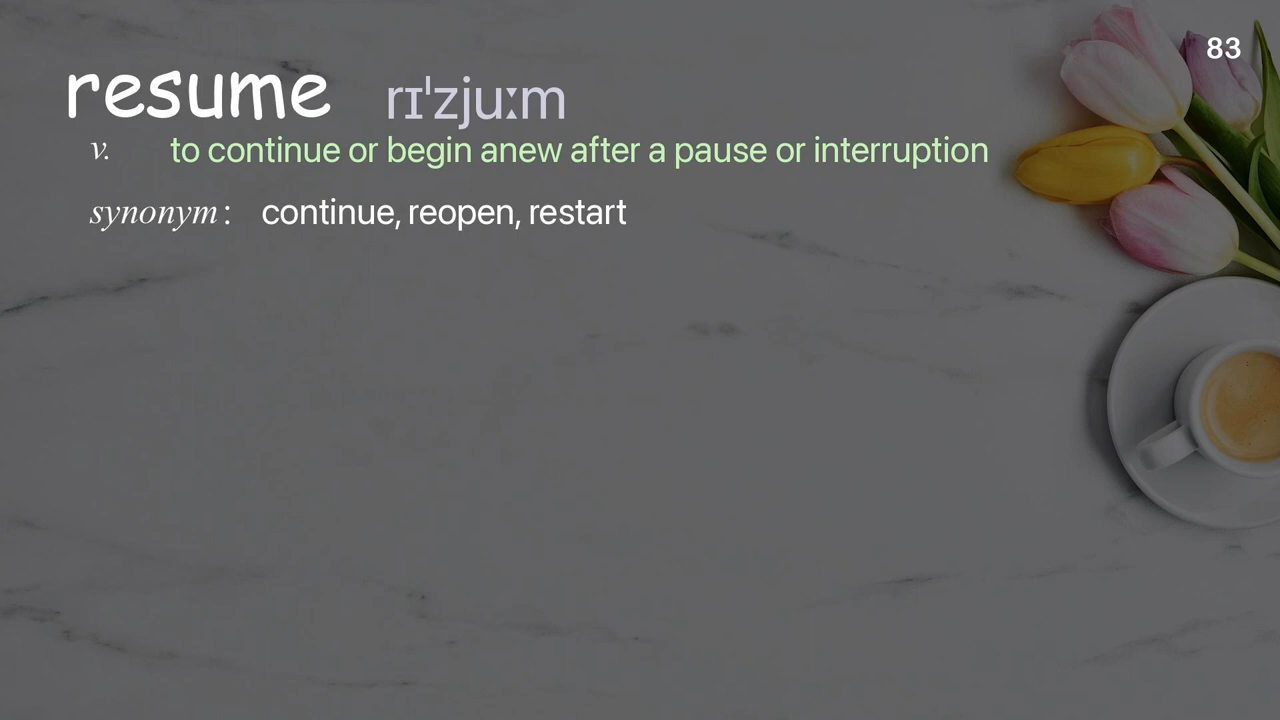 83
resume rɪˈzjuːm
v. to continue or begin anew after a pause or interruption
synonym: continue, reopen, restart